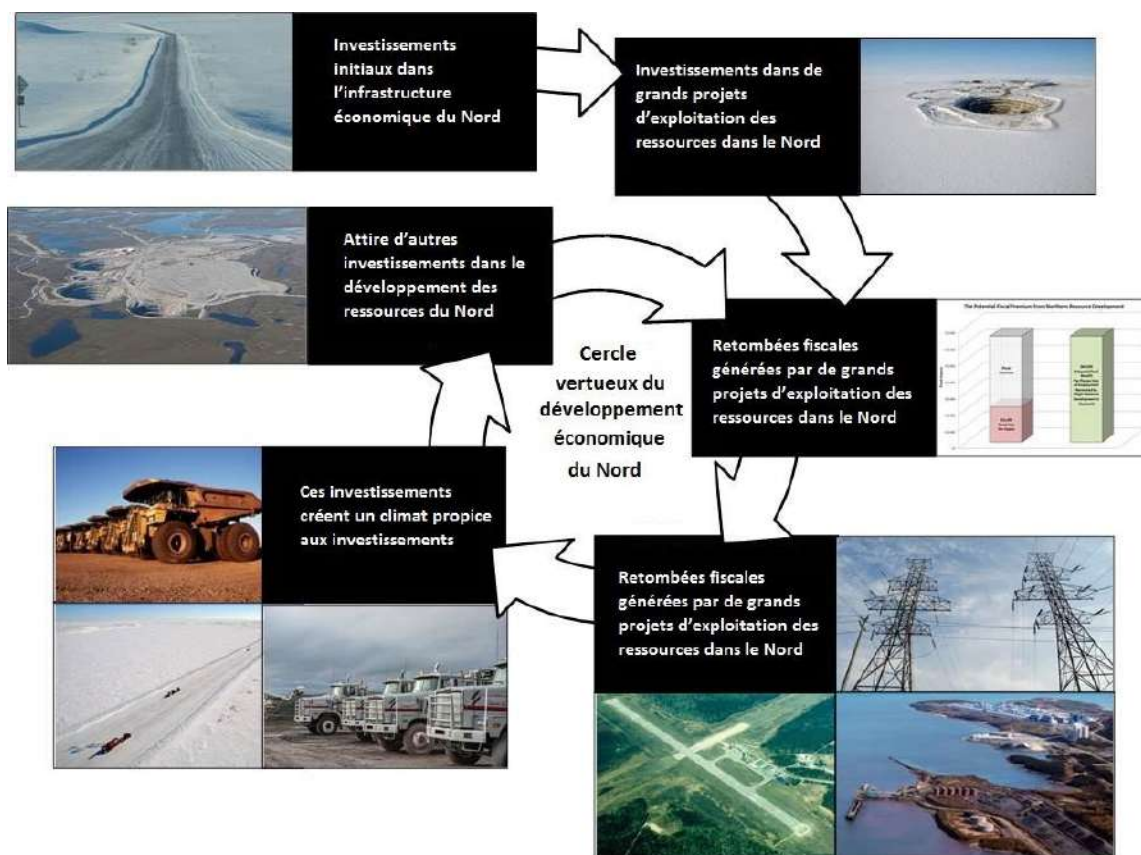 Investissements
initiaux dans
l'infrastructure
économique du Nord
Investissements dans de
grands projets
d'exploitation des
ressources dans le Nord
Attire d'autres
investissements dans le
développement des
ressources du Nord
Retombées fiscales
générées par de grands
projets d'exploitation des
ressources dans le Nord
The Potential Fiscal Premium from Northern Resource Development
Cercle
vertueux du
développement
économique
du Nord
Ces investissements
créent un climat propice
aux investissements
Retombées fiscales
générées par de grands
projets d'exploitation des
ressources dans le Nord